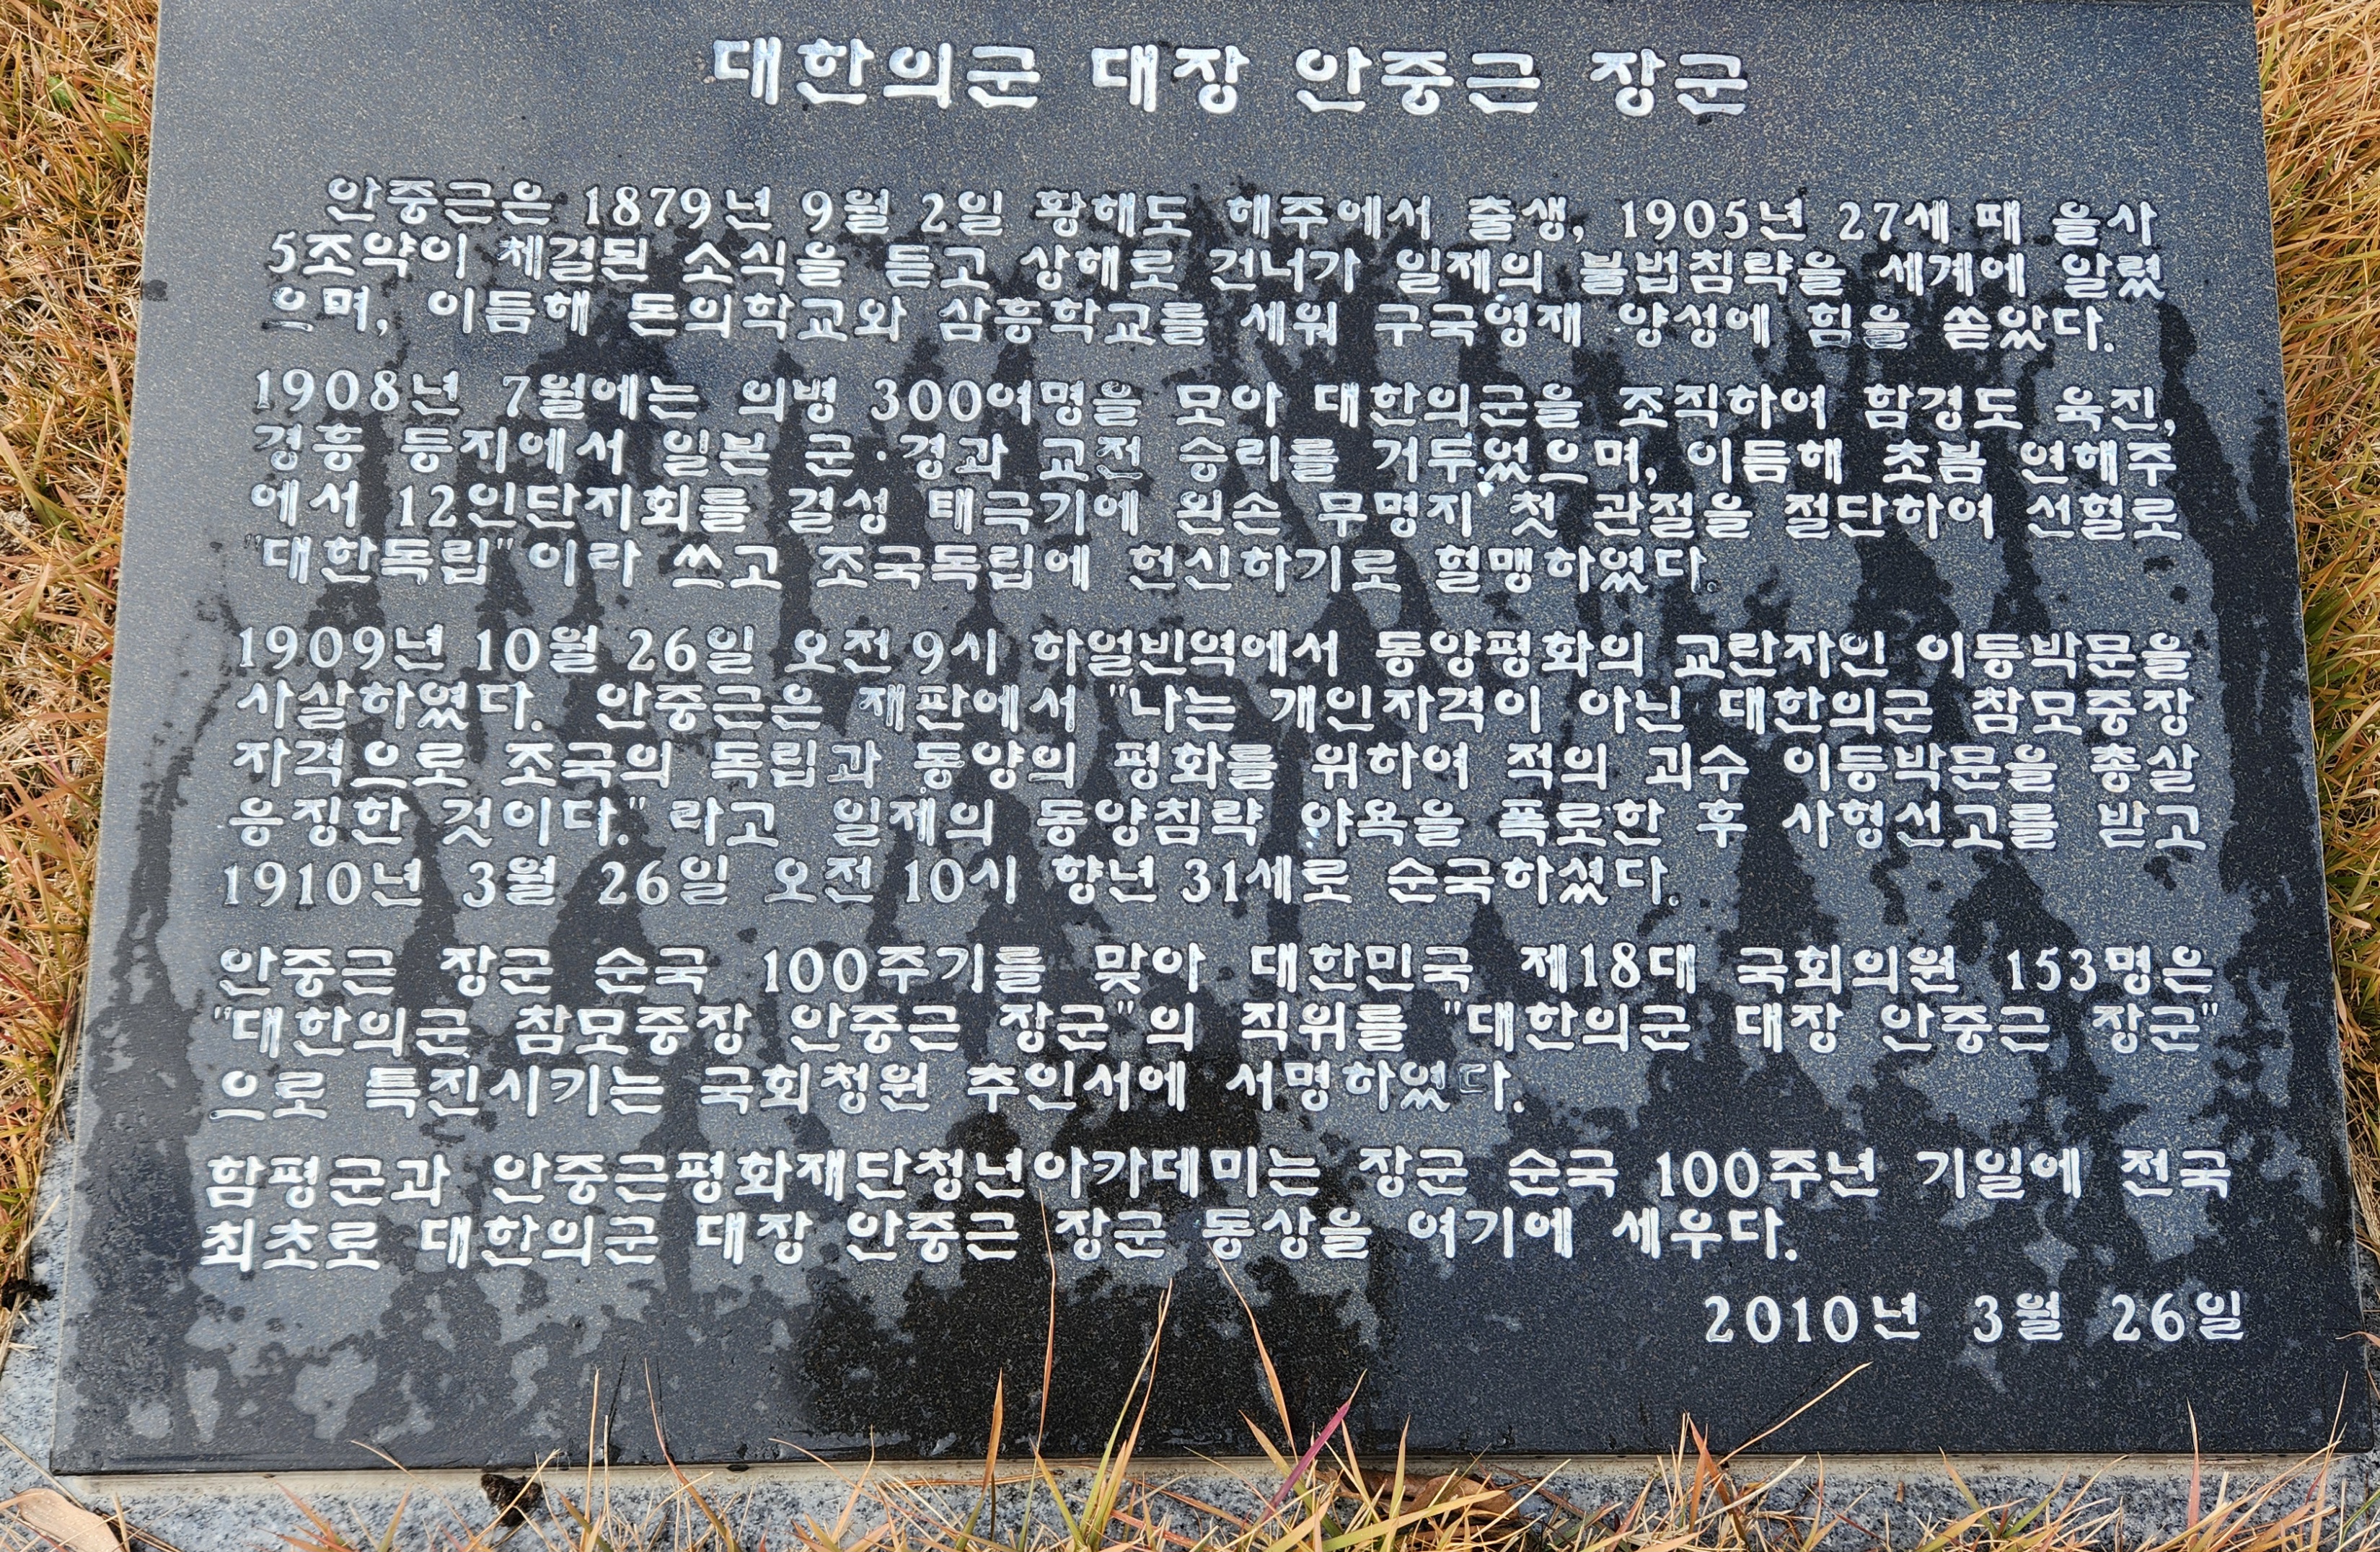 대한의군 대장 안중근 장군
안중근은 1879년 9월 2일 황해도 해주에서 출생, 1905년 27세 때 을사
5조약이 체결된 소식을 듣고 상해로 건너가 일제의 불법침략을 세계에 알렸
으며, 이듬해 돈의학교와 삼흥학교를 세워 구국영재 양성에 힘을 쏟았다.
1908년 7월에는 의병 300여명을 모아 대한의군을 조직하여 함경도 육진,
경흥 등지에서 일본 군·경과 교전 승리를 거두었으며, 이듬해 초봄 연해주
에서 12인단지회를 결성 태극기에 왼손 무명지 첫 관절을 절단하여 선혈로
"대한독립"이라 쓰고 조국독립에 헌신하기로 혈맹하였다.
1909년 10월 26일 오전 9시 하얼빈역에서 동양평화의 교란자인 이등박문을
사살하였다. 안중근은 재판에서 "나는 개인자격이 아닌 대한의군 참모중장
자격으로 조국의 독립과 동양의 평화를 위하여 적의 괴수 이등박문을 총살
응징한 것이다." 라고 일제의 동양침략 야욕을 폭로한 후 사형선고를 받고
1910년 3월 26일 오전 10시 향년 31세로 순국하셨다.
안중근 장군 순국 100주기를 맞아 대한민국 제18대 국회의원 153명은
"대한의군 참모중장 안중근 장군"의 직위를 "대한의군 대장 안중근 장군"
으로 특진시키는 국회청원 추인서에 서명하였다.
함평군과 안중근평화재단청년아카데미는 장군 순국 100주년 기일에 전국
최초로 대한의군 대장 안중근 장군 동상을 여기에 세우다.
2010년 3월 26일